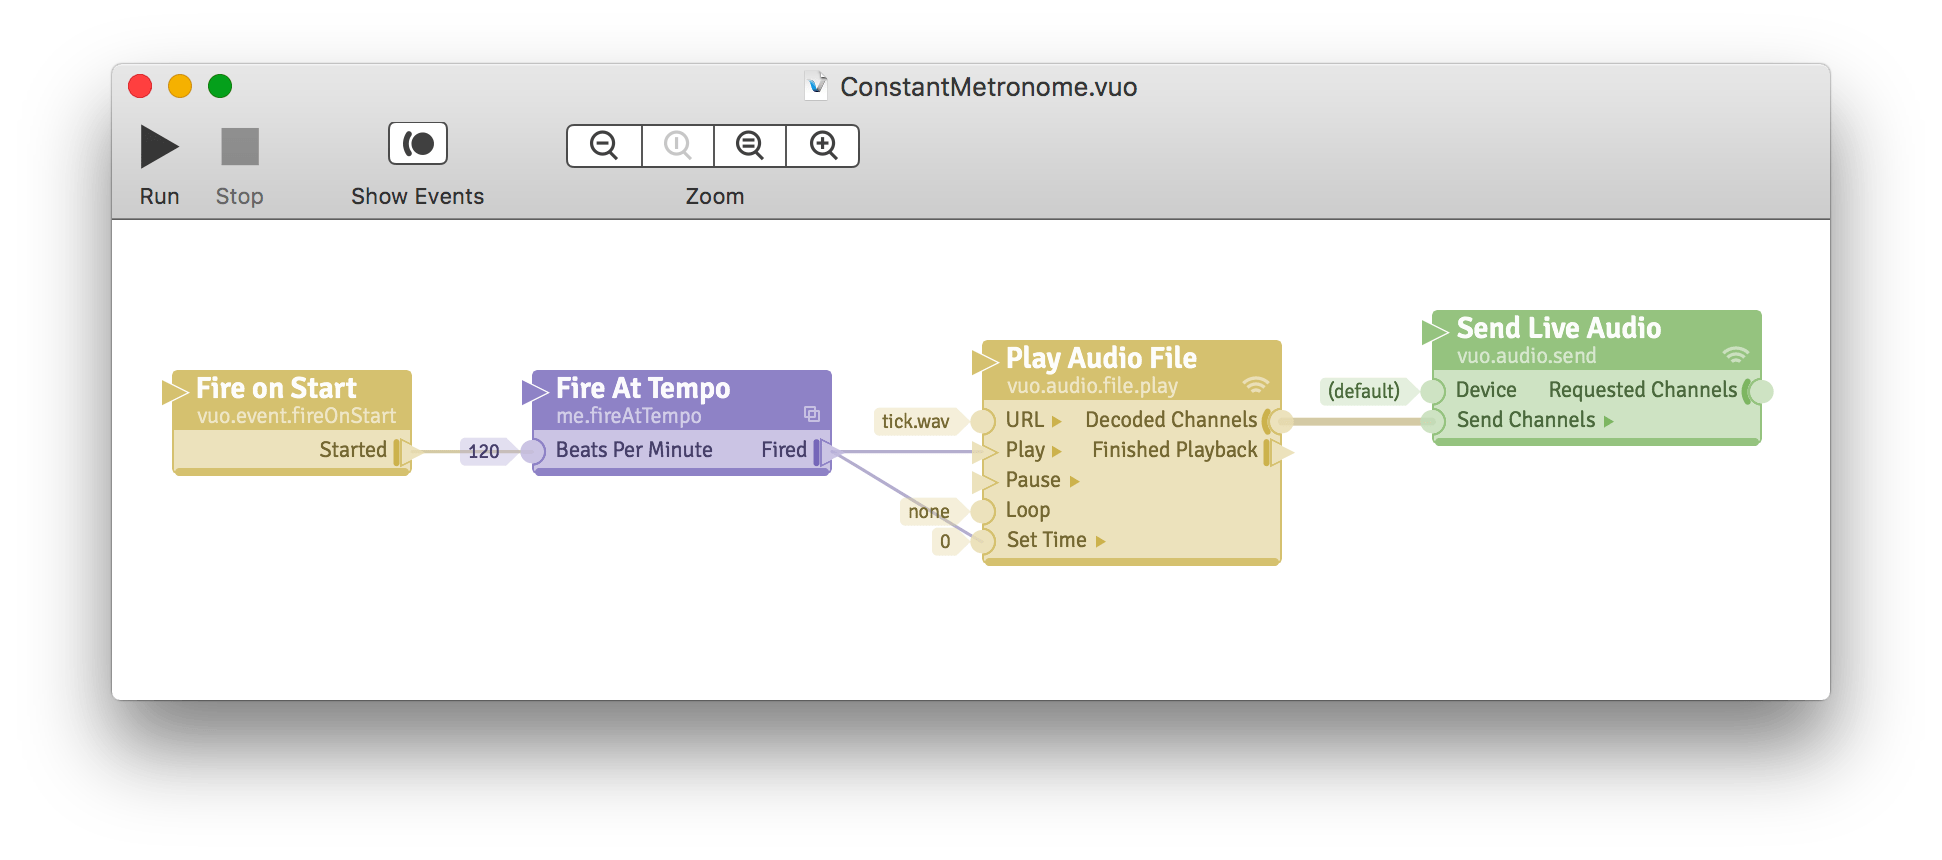 ConstantMetronome.vuo
Run
Stop
Show Events
Zoom
Fire on Start
vuo.event.fireOnStart
Started
120
Fire At Tempo
me.fireAtTempo
Beats Per Minute
Fired
Play Audio File
vuo.audio.file.play
tick.wav
URL
Decoded Channels
Play
Finished Playback
Pause
none
Loop
0
Set Time
Send Live Audio
vuo.audio.send
(default)
Device
Requested Channels
Send Channels